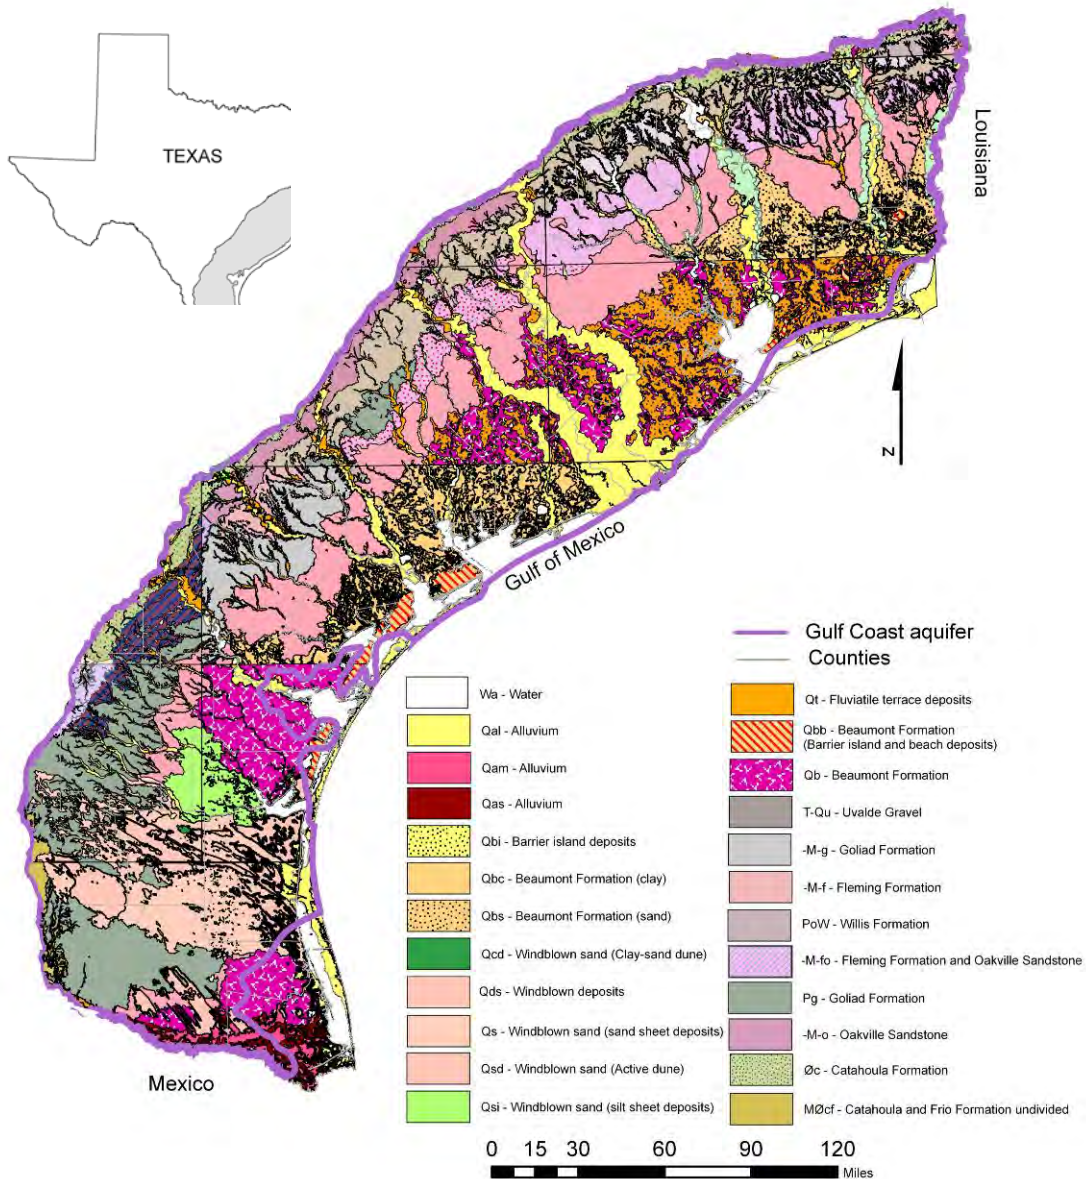 TEXAS
Louisiana
N
Gulf of Mexico
Mexico
Gulf Coast aquifer
Counties
Wa - Water
Qal - Alluvium
Qam - Alluvium
Qas - Alluvium
Qbi - Barrier island deposits
Qbc - Beaumont Formation (clay)
Qbs - Beaumont Formation (sand)
Qcd - Windblown sand (Clay-sand dune)
Qds - Windblown deposits
Qs - Windblown sand (sand sheet deposits)
Qsd - Windblown sand (Active dune)
Qsi - Windblown sand (silt sheet deposits)
Qt - Fluviatile terrace deposits
Qbb - Beaumont Formation
(Barrier island and beach deposits)
Qb - Beaumont Formation
T-Qu - Uvalde Gravel
-M-g - Goliad Formation
-M-f - Fleming Formation
PoW - Willis Formation
-M-fo - Fleming Formation and Oakville Sandstone
Pg - Goliad Formation
-M-o - Oakville Sandstone
Øc - Catahoula Formation
MØcf - Catahoula and Frio Formation undivided
0 15 30 60 90 120
Miles